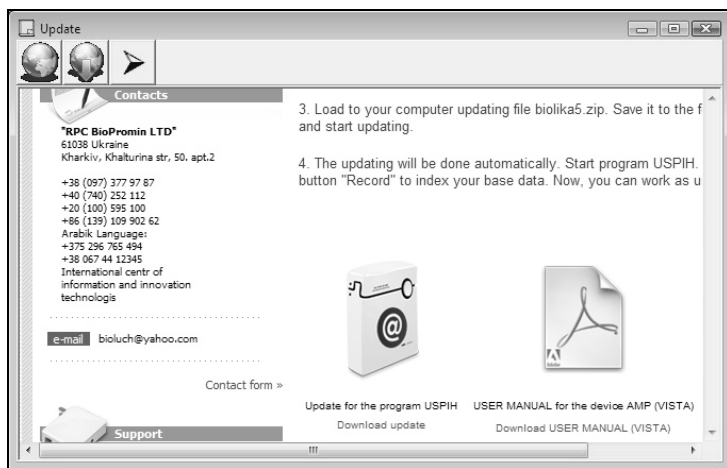 Update
Contacts
"RPC BioPromin LTD"
61038 Ukraine
Kharkiv, Khalturina str, 50. apt.2
+38 (097) 377 97 87
+40 (740) 252 112
+20 (100) 595 100
+86 (139) 109 902 62
Arabik Language:
+375 296 765 494
+38 067 44 12345
International centr of
information and innovation
technologis
e-mail bioluch@yahoo.com
Contact form »
Support
3. Load to your computer updating file biolika5.zip. Save it to the f
and start updating.
4. The updating will be done automatically. Start program USPIH.
button "Record" to index your base data. Now, you can work as u
@
Update for the program USPIH
Download update
Adobe
USER MANUAL for the device AMP (VISTA)
Download USER MANUAL (VISTA)